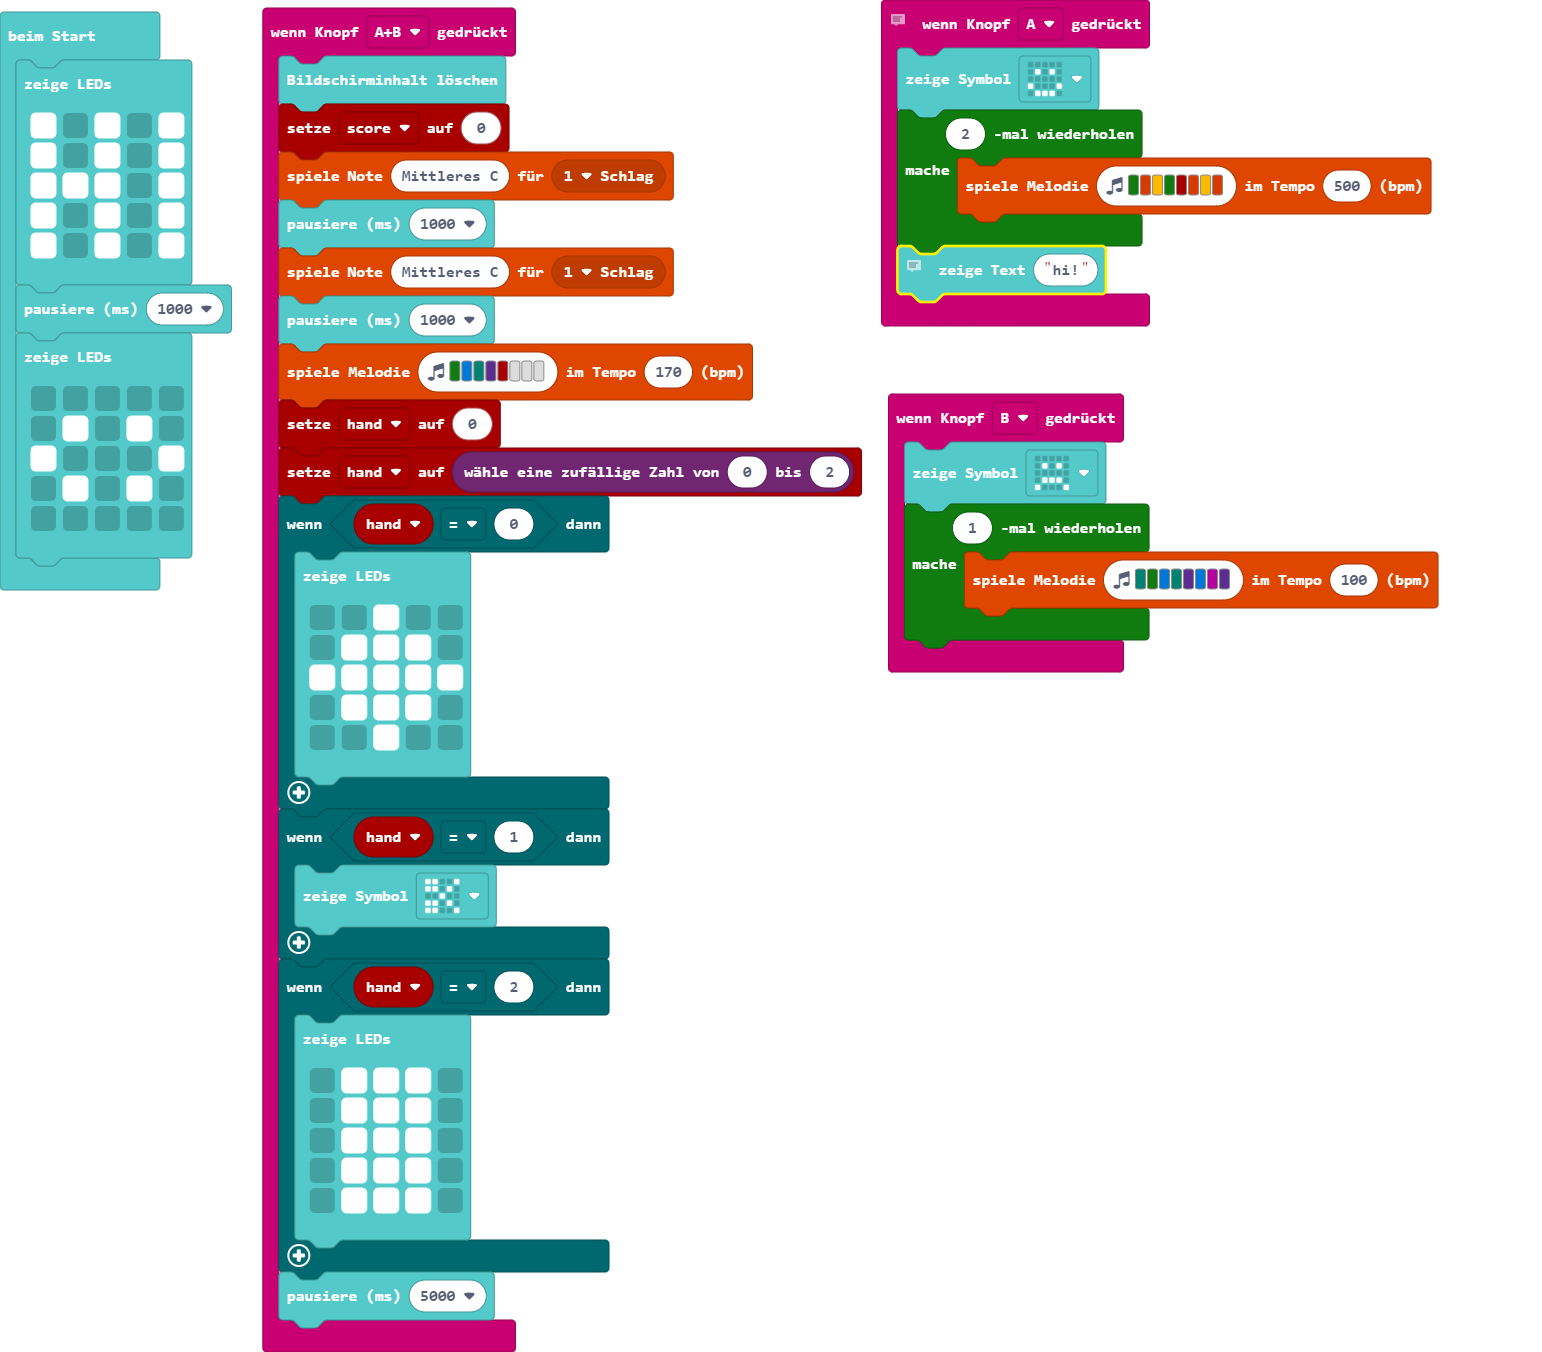 beim Start
zeige LEDs
pausiere (ms) 1000
zeige LEDs
wenn Knopf A+B gedrückt
Bildschirminhalt löschen
setze score auf 0
spiele Note Mittleres C für 1 Schlag
pausiere (ms) 1000
spiele Note Mittleres C für 1 Schlag
pausiere (ms) 1000
spiele Melodie im Tempo 170 (bpm)
setze hand auf 0
setze hand auf wähle eine zufällige Zahl von 0 bis 2
wenn hand = 0 dann
zeige LEDs
wenn hand = 1 dann
zeige Symbol
wenn hand = 2 dann
zeige LEDs
pausiere (ms) 5000
wenn Knopf A gedrückt
zeige Symbol
2 -mal wiederholen
mache spiele Melodie im Tempo 500 (bpm)
zeige Text "hi!"
wenn Knopf B gedrückt
zeige Symbol
1 -mal wiederholen
mache spiele Melodie im Tempo 100 (bpm)